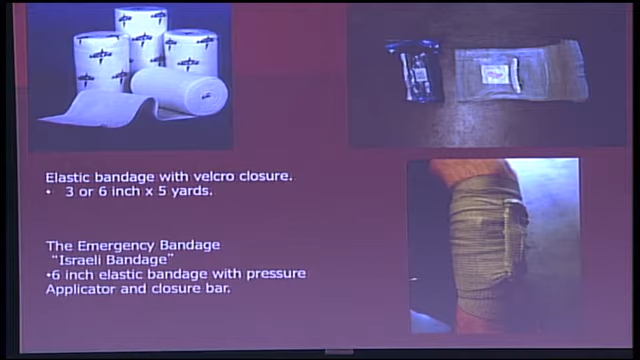 Elastic bandage with velcro closure.
• 3 or 6 inch x 5 yards.
The Emergency Bandage
“Israeli Bandage”
•6 inch elastic bandage with pressure
Applicator and closure bar.